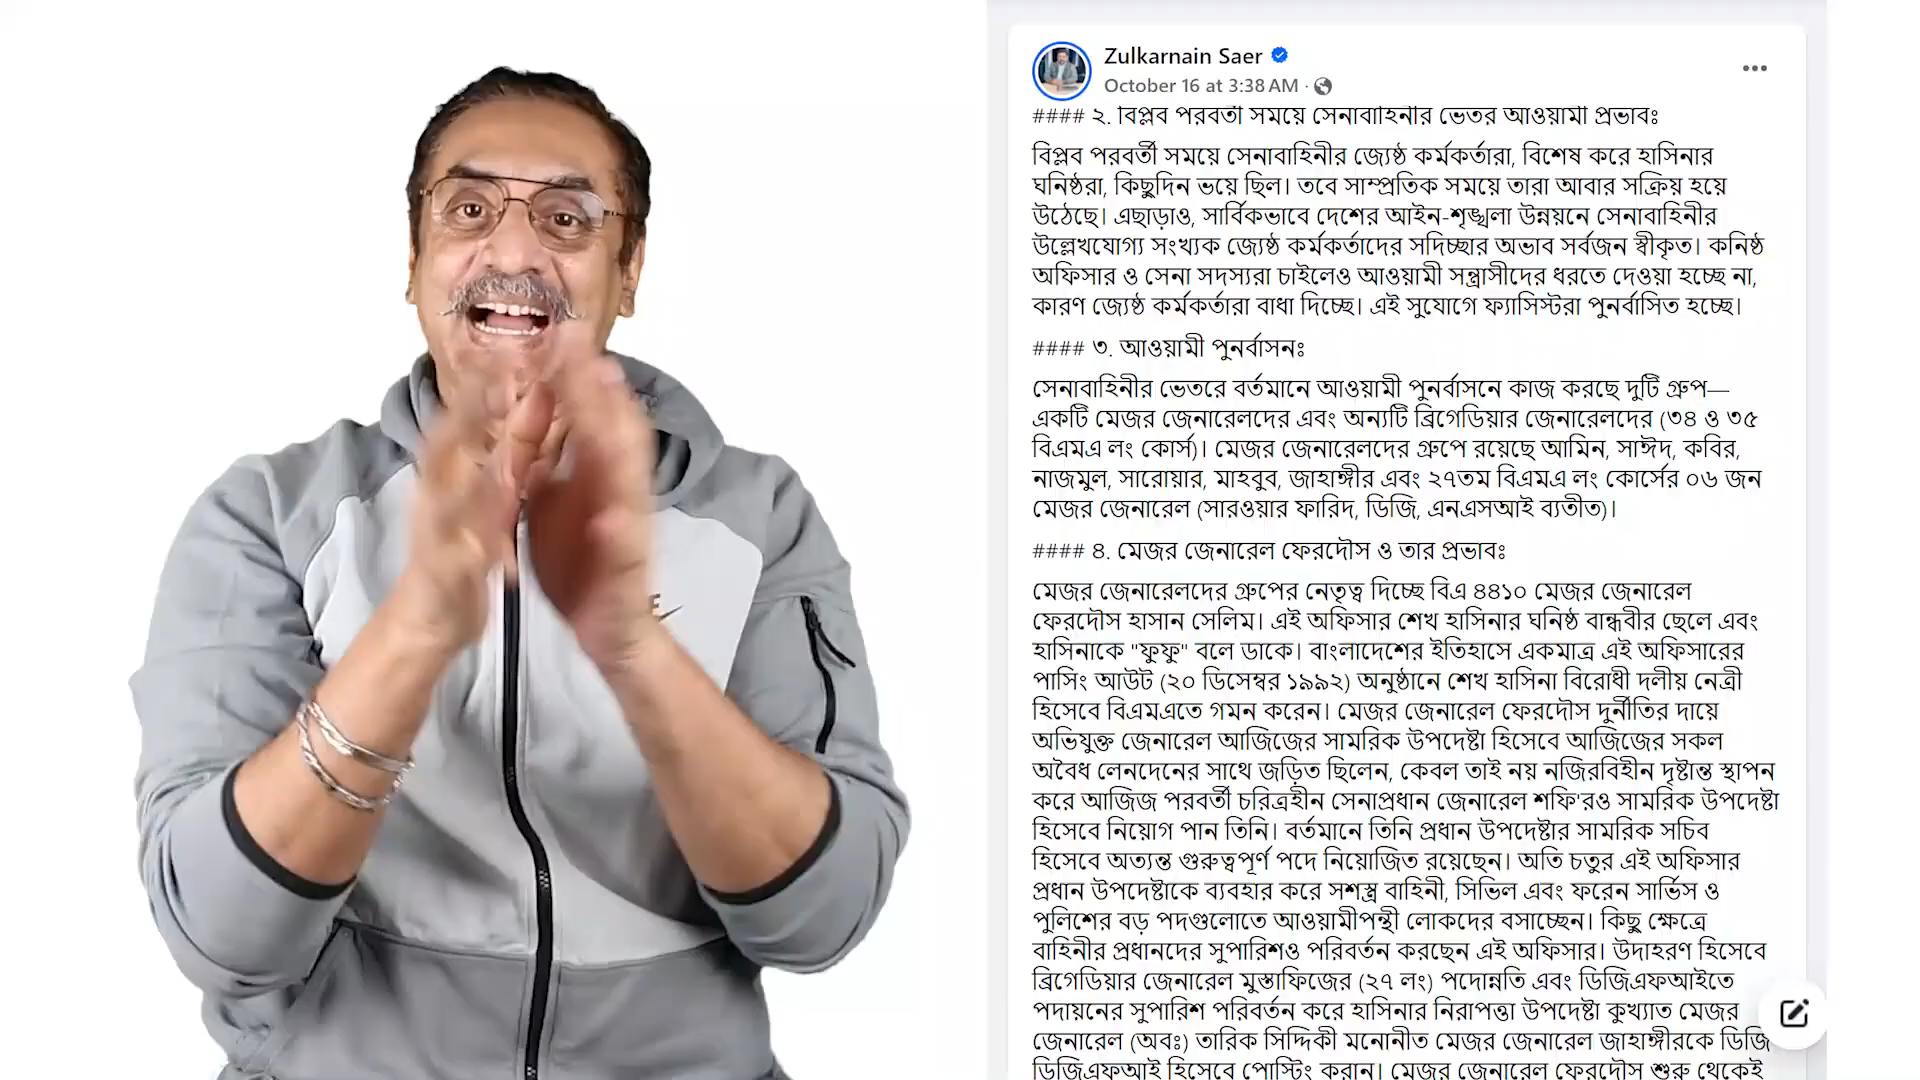 Zulkarnain Saer
October 16 at 3:38 AM ·
#### ২. বিপ্লব পরবর্তী সময়ে সেনাবাহিনীর ভেতর আওয়ামী প্রভাবঃ
বিপ্লব পরবর্তী সময়ে সেনাবাহিনীর জ্যেষ্ঠ কর্মকর্তারা, বিশেষ করে হাসিনার
ঘনিষ্ঠরা, কিছুদিন ভয়ে ছিল। তবে সাম্প্রতিক সময়ে তারা আবার সক্রিয় হয়ে
উঠেছে। এছাড়াও, সার্বিকভাবে দেশের আইন-শৃঙ্খলা উন্নয়নে সেনাবাহিনীর
উল্লেখযোগ্য সংখ্যক জ্যেষ্ঠ কর্মকর্তাদের সদিচ্ছার অভাব সর্বজন স্বীকৃত। কনিষ্ঠ
অফিসার ও সেনা সদস্যরা চাইলেও আওয়ামী সন্ত্রাসীদের ধরতে দেওয়া হচ্ছে না,
কারণ জ্যেষ্ঠ কর্মকর্তারা বাধা দিচ্ছে। এই সুযোগে ফ্যাসিস্টরা পুনর্বাসিত হচ্ছে।
#### ৩. আওয়ামী পুনর্বাসনঃ
সেনাবাহিনীর ভেতরে বর্তমানে আওয়ামী পুনর্বাসনে কাজ করছে দুটি গ্রুপ—
একটি মেজর জেনারেলদের এবং অন্যটি ব্রিগেডিয়ার জেনারেলদের (৩৪ ও ৩৫
বিএমএ লং কোর্স)। মেজর জেনারেলদের গ্রুপে রয়েছে আমিন, সাঈদ, কবির,
নাজমুল, সারোয়ার, মাহবুব, জাহাঙ্গীর এবং ২৭তম বিএমএ লং কোর্সের ০৬ জন
মেজর জেনারেল (সারওয়ার ফারিদ, ডিজি, এনএসআই ব্যতীত)।
#### ৪. মেজর জেনারেল ফেরদৌস ও তার প্রভাবঃ
মেজর জেনারেলদের গ্রুপের নেতৃত্ব দিচ্ছে বিএ ৪৪১০ মেজর জেনারেল
ফেরদৌস হাসান সেলিম। এই অফিসার শেখ হাসিনার ঘনিষ্ঠ বান্ধবীর ছেলে এবং
হাসিনাকে "ফুফু" বলে ডাকে। বাংলাদেশের ইতিহাসে একমাত্র এই অফিসারের
পাসিং আউট (২০ ডিসেম্বর ১৯৯২) অনুষ্ঠানে শেখ হাসিনা বিরোধী দলীয় নেত্রী
হিসেবে বিএমএতে গমন করেন। মেজর জেনারেল ফেরদৌস দুর্নীতির দায়ে
অভিযুক্ত জেনারেল আজিজের সামরিক উপদেষ্টা হিসেবে আজিজের সকল
অবৈধ লেনদেনের সাথে জড়িত ছিলেন, কেবল তাই নয় নজিরবিহীন দৃষ্টান্ত স্থাপন
করে আজিজ পরবর্তী চরিত্রহীন সেনাপ্রধান জেনারেল শফি'রও সামরিক উপদেষ্টা
হিসেবে নিয়োগ পান তিনি। বর্তমানে তিনি প্রধান উপদেষ্টার সামরিক সচিব
হিসেবে অত্যন্ত গুরুত্বপূর্ণ পদে নিয়োজিত রয়েছেন। অতি চতুর এই অফিসার
প্রধান উপদেষ্টাকে ব্যবহার করে সশস্ত্র বাহিনী, সিভিল এবং ফরেন সার্ভিস ও
পুলিশের বড় পদগুলোতে আওয়ামীপন্থী লোকদের বসাচ্ছেন। কিছু ক্ষেত্রে
বাহিনীর প্রধানদের সুপারিশও পরিবর্তন করছেন এই অফিসার। উদাহরণ হিসেবে
ব্রিগেডিয়ার জেনারেল মুস্তাফিজের (২৭ লং) পদোন্নতি এবং ডিজিএফআইতে
পদায়নের সুপারিশ পরিবর্তন করে হাসিনার নিরাপত্তা উপদেষ্টা কুখ্যাত মেজর
জেনারেল (অবঃ) তারিক সিদ্দিকী মনোনীত মেজর জেনারেল জাহাঙ্গীরকে ডিজি
ডিজিএফআই হিসেবে পোস্টিং করান। মেজর জেনারেল ফেরদৌস শুরু থেকেই